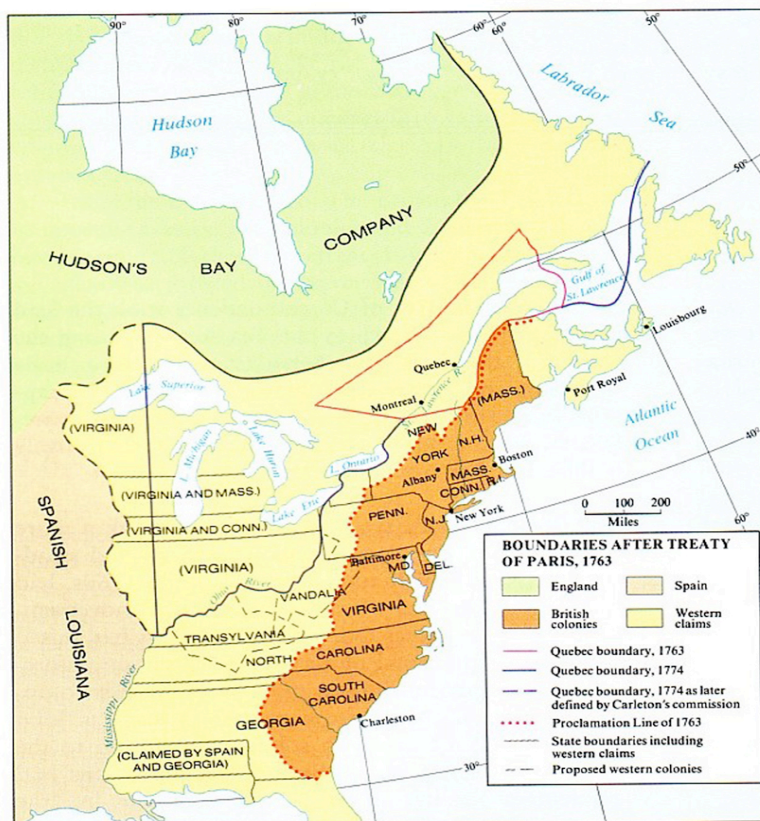 90°
80°
70°
60°
60°
50°
Labrador
Sea
Hudson
Bay
50°
HUDSON'S BAY COMPANY
Gulf of
St. Lawrence
Louisbourg
Quebec
St. Lawrence R.
Montreal
Port Royal
Lake Superior
(MASS.)
Atlantic
Ocean
(VIRGINIA)
L. Michigan
Lake Huron
NEW
YORK
N.H.
40°
L. Ontario
Albany
MASS.
Boston
(VIRGINIA AND MASS.)
CONN.
R.I.
Lake Erie
0 100 200
Miles
60°
SPANISH
LOUISIANA
(VIRGINIA AND CONN.)
PENN.
N.J.
New York
(VIRGINIA)
Baltimore
MD.
DEL.
Ohio River
VANDALIA
VIRGINIA
TRANSYLVANIA
NORTH CAROLINA
SOUTH
CAROLINA
Mississippi River
GEORGIA
Charleston
(CLAIMED BY SPAIN
AND GEORGIA)
30°
BOUNDARIES AFTER TREATY
OF PARIS, 1763
England
Spain
British
colonies
Western
claims
Quebec boundary, 1763
Quebec boundary, 1774
Quebec boundary, 1774 as later
defined by Carleton's commission
Proclamation Line of 1763
State boundaries including
western claims
Proposed western colonies